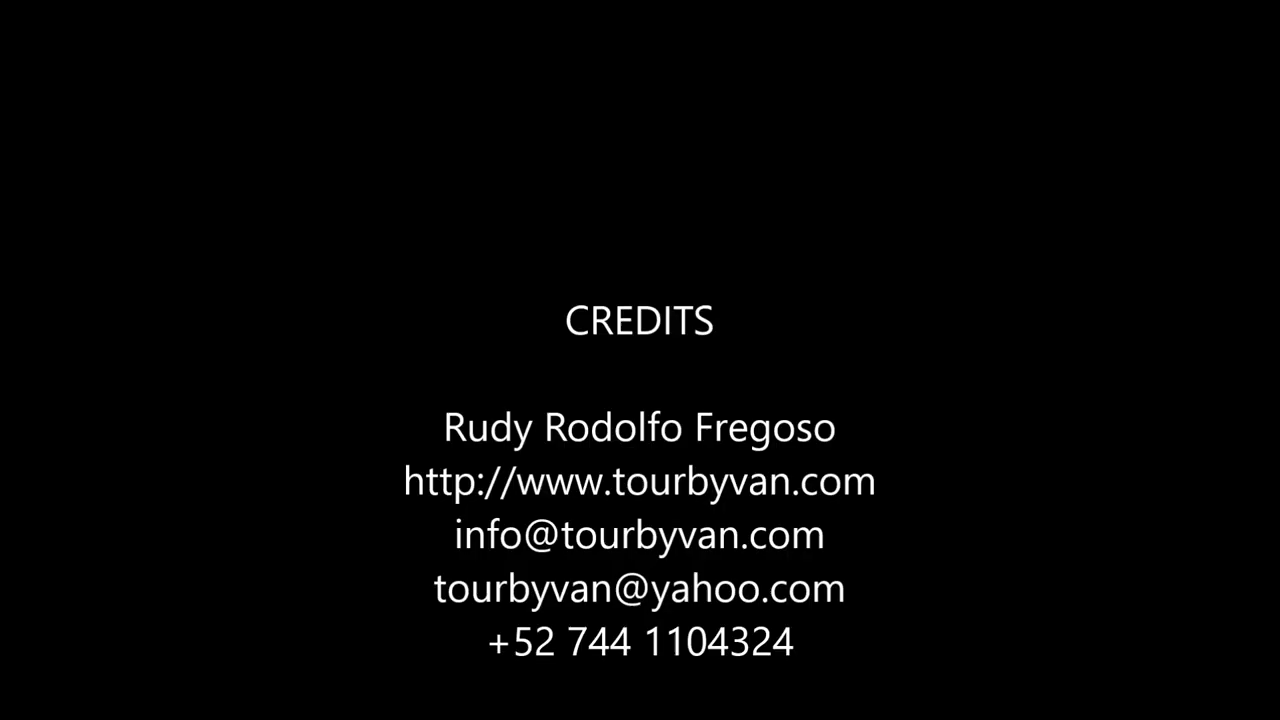 CREDITS
Rudy Rodolfo Fregoso
http://www.tourbyvan.com
info@tourbyvan.com
tourbyvan@yahoo.com
+52 744 1104324